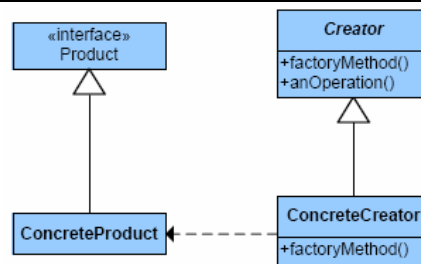 «interface»
Product
Creator
+factoryMethod()
+anOperation()
ConcreteProduct
ConcreteCreator
+factoryMethod()